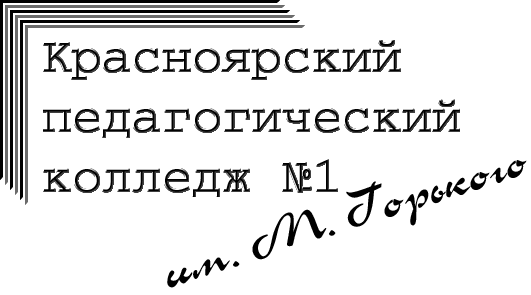 Красноярский
педагогический
колледж №1
им. М. Горького